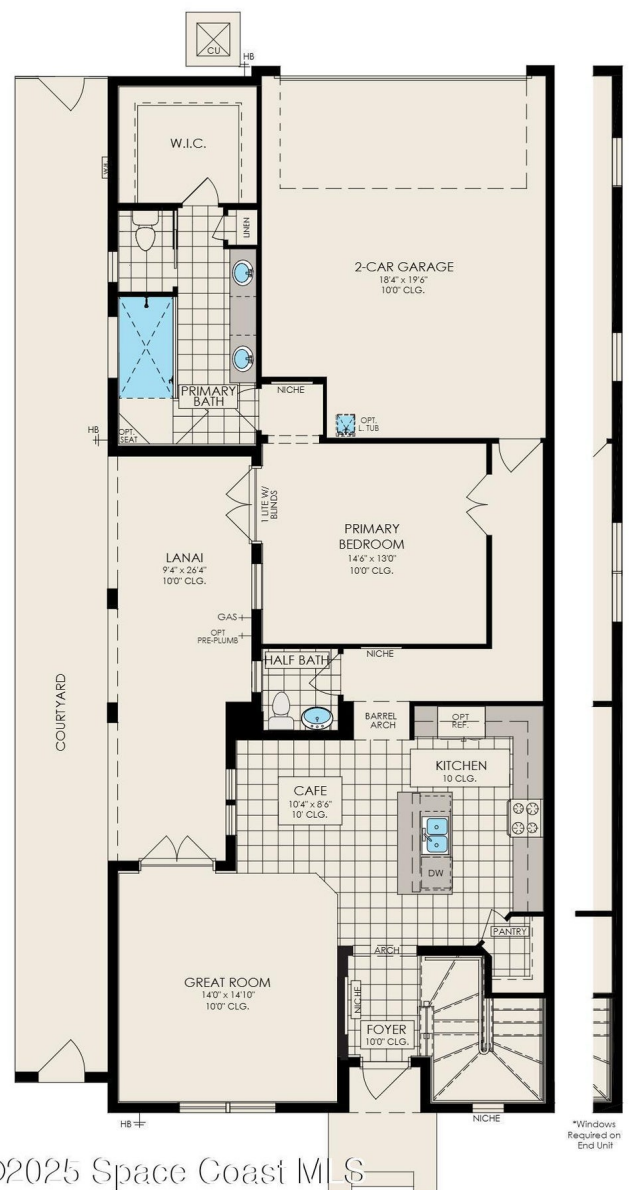 CU
HB
W.I.C.
W.H.
LINEN
2-CAR GARAGE
18'4" x 19'6"
10'0" CLG.
PRIMARY
BATH
NICHE
OPT.
L. TUB
HB
OPT.
SEAT
1 LITE W/
BLINDS
PRIMARY
BEDROOM
14'6" x 13'0"
10'0" CLG.
LANAI
9'4" x 26'4"
10'0" CLG.
GAS
OPT
PRE-PLUMB
HALF BATH
NICHE
COURTYARD
BARREL
ARCH
OPT
REF.
KITCHEN
10 CLG.
CAFE
10'4" x 8'6"
10' CLG.
DW
PANTRY
ARCH
GREAT ROOM
14'0" x 14'10"
10'0" CLG.
NICHE
FOYER
10'0" CLG.
HB
NICHE
*Windows
Required on
End Unit
©2025 Space Coast MLS